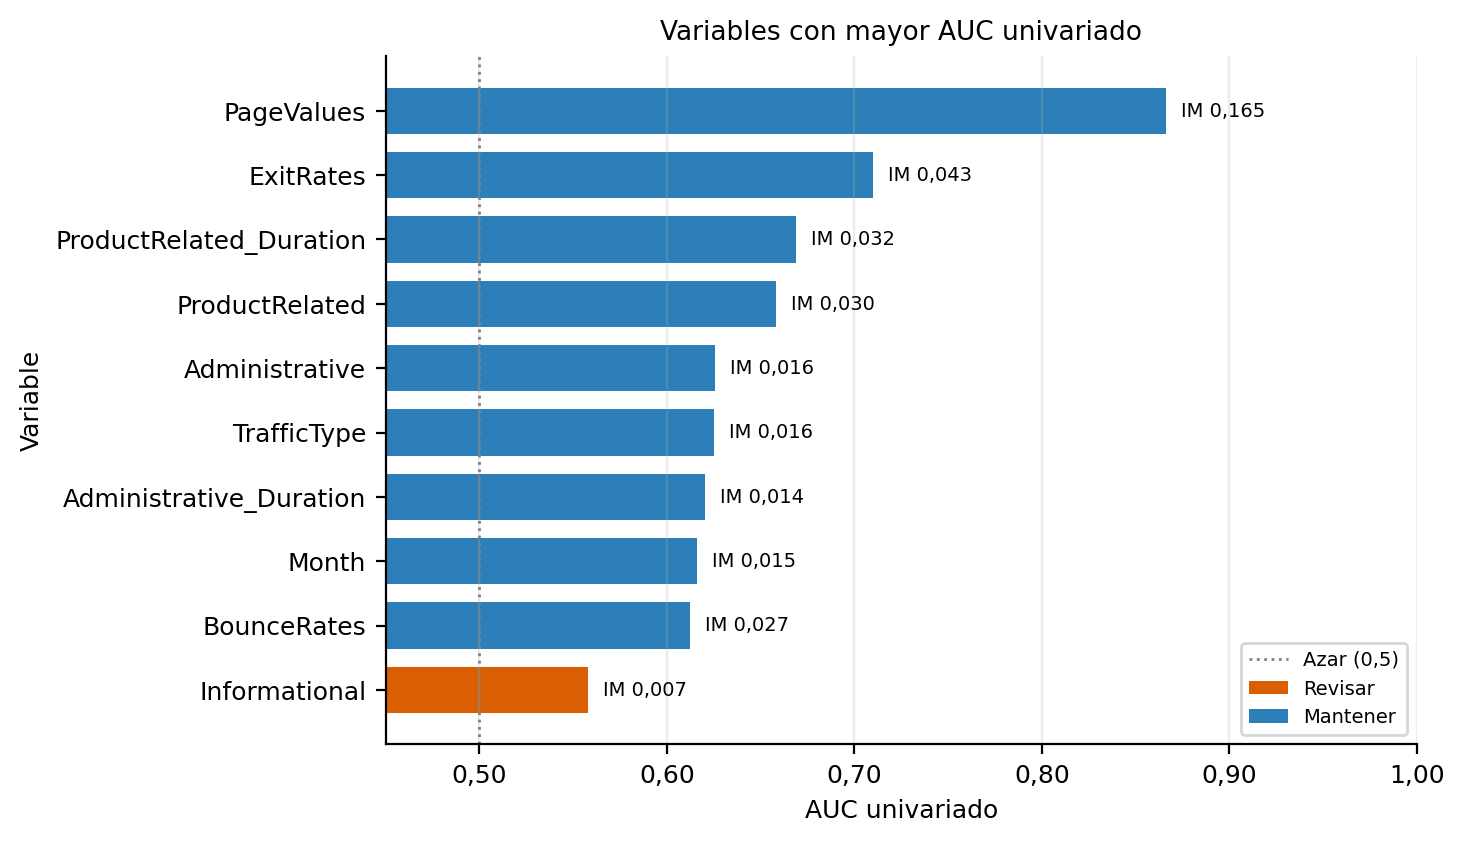 Variables con mayor AUC univariado
Variable
PageValues
IM 0,165
ExitRates
IM 0,043
ProductRelated_Duration
IM 0,032
ProductRelated
IM 0,030
Administrative
IM 0,016
TrafficType
IM 0,016
Administrative_Duration
IM 0,014
Month
IM 0,015
BounceRates
IM 0,027
Informational
IM 0,007
Azar (0,5)
Revisar
Mantener
0,50 0,60 0,70 0,80 0,90 1,00
AUC univariado